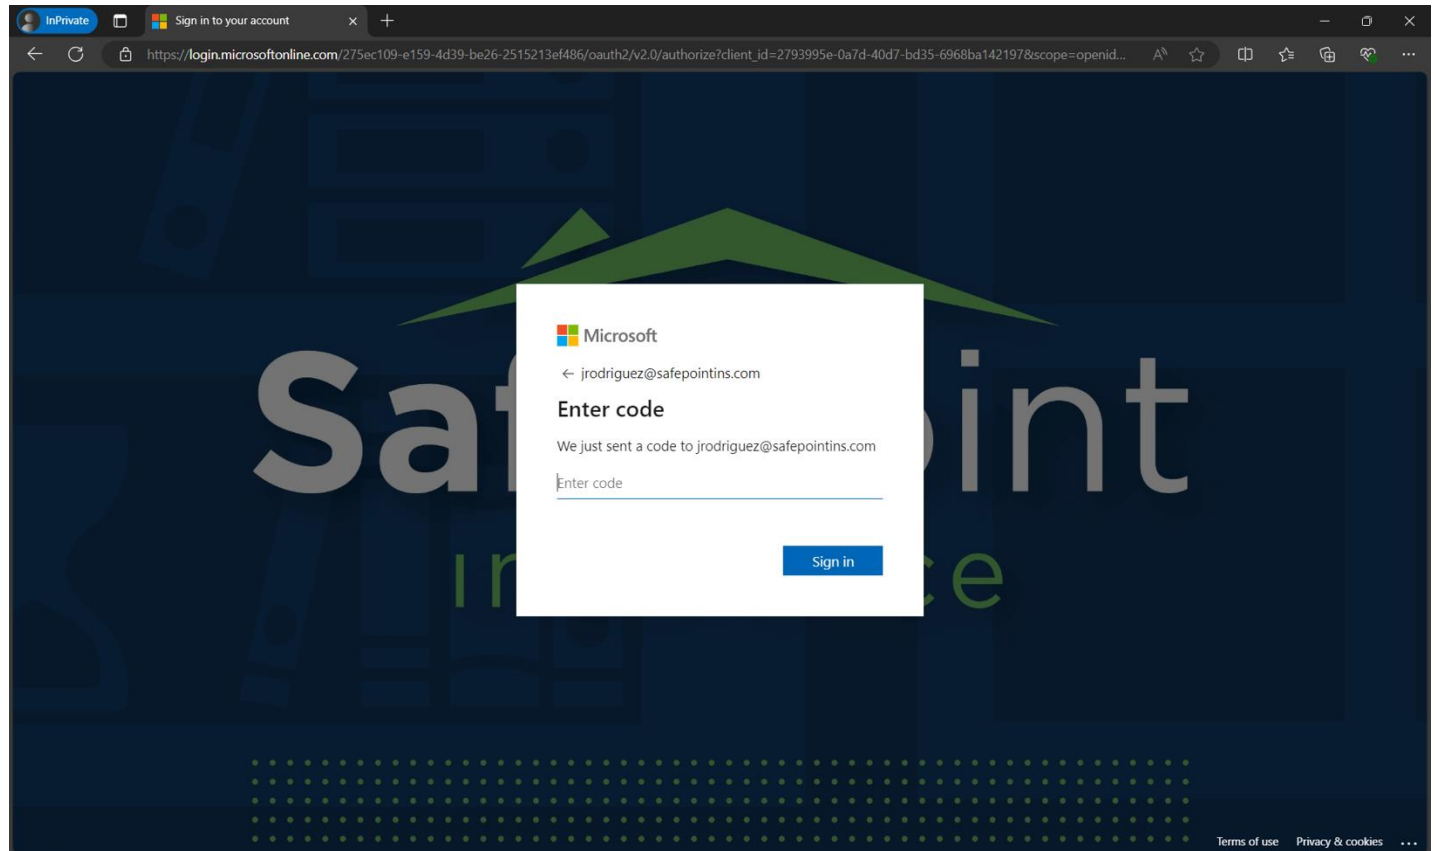 InPrivate
Sign in to your account
https://login.microsoftonline.com/275ec109-e159-4d39-be26-2515213ef486/oauth2/v2.0/authorize?client_id=2793995e-0a7d-40d7-bd35-6968ba142197&scope=openid...
Microsoft
← jrodriguez@safepointins.com
Enter code
We just sent a code to jrodriguez@safepointins.com
Enter code
Sign in
Terms of use Privacy & cookies ...